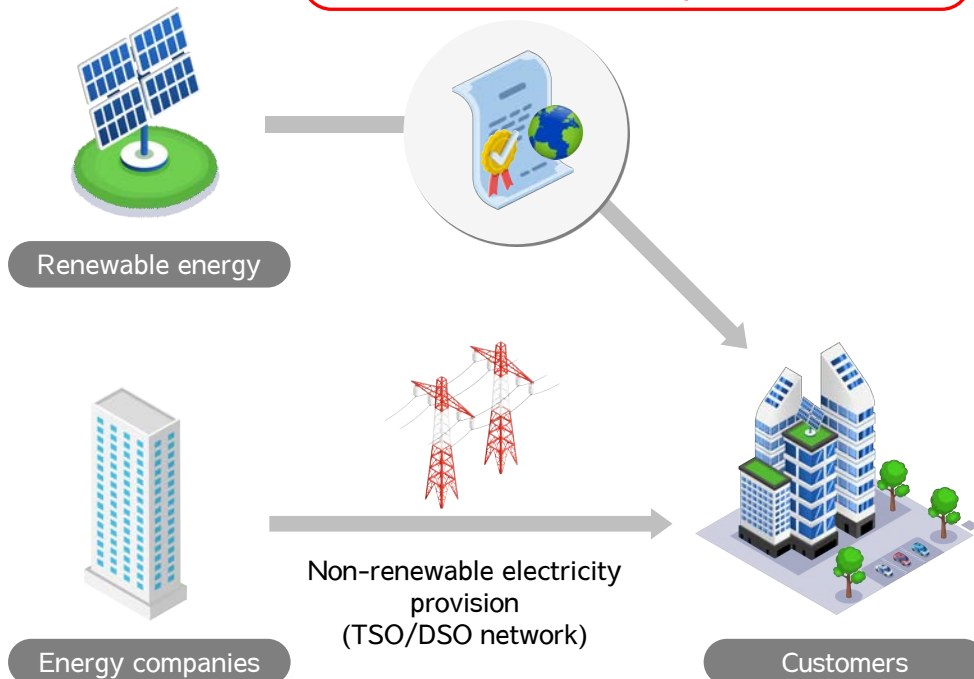 Renewable energy
Non-renewable electricity
provision
(TSO/DSO network)
Energy companies
Customers